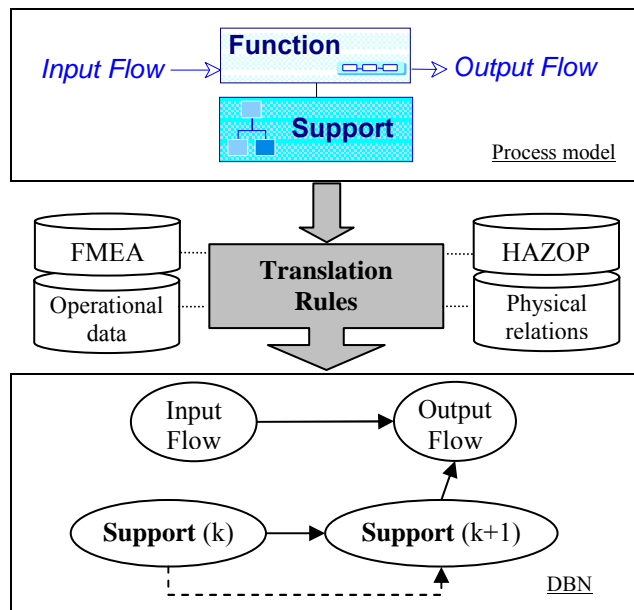 Function
Input Flow
Output Flow
Support
Process model
FMEA
HAZOP
Translation
Rules
Operational
data
Physical
relations
Input
Flow
Output
Flow
Support (k)
Support (k+1)
DBN